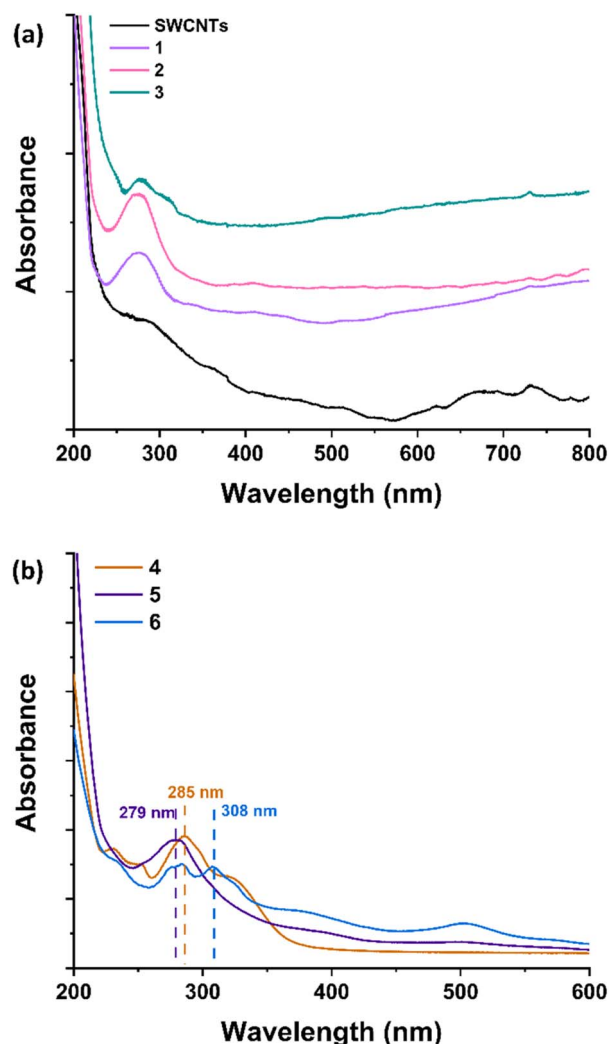 (a)
SWCNTs
1
2
3
Absorbance
200 300 400 500 600 700 800
Wavelength (nm)
(b)
4
5
6
285 nm
279 nm 308 nm
Absorbance
200 300 400 500 600
Wavelength (nm)